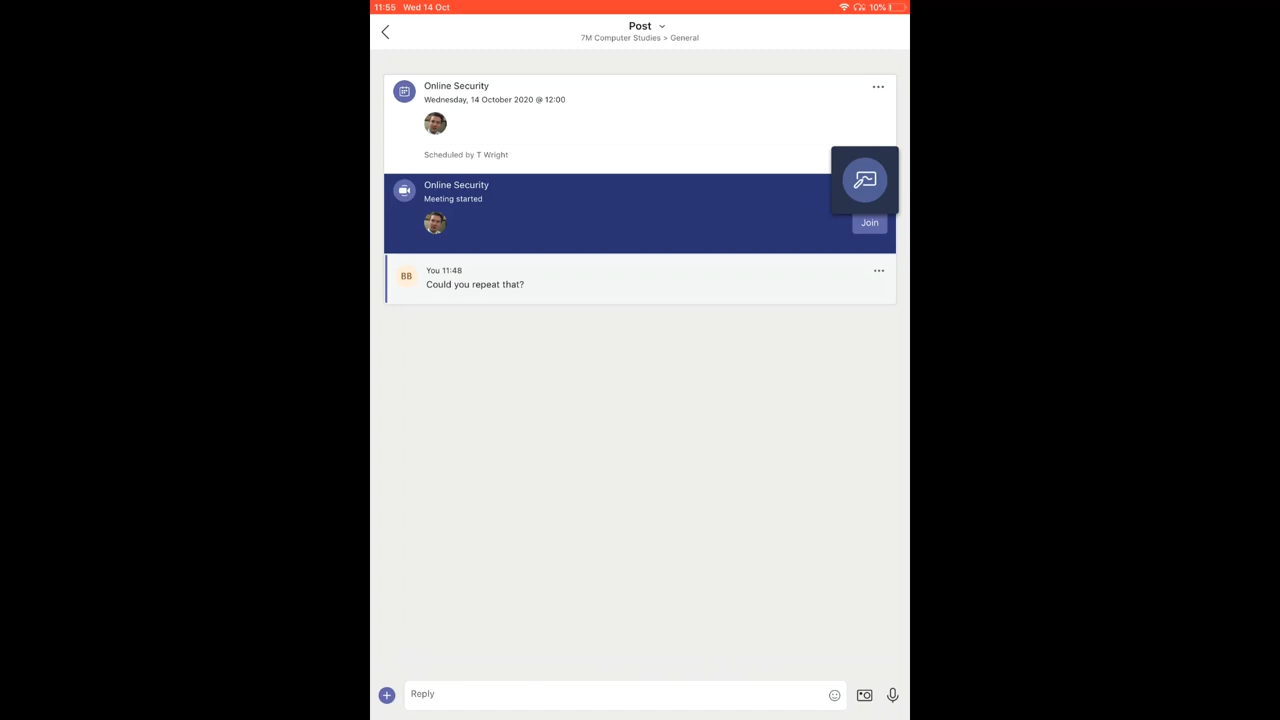 11:55 Wed 14 Oct 10%
Post
7M Computer Studies > General
Online Security
Wednesday, 14 October 2020 @ 12:00
Scheduled by T Wright
Online Security
Meeting started
Join
BB You 11:48
Could you repeat that?
Reply